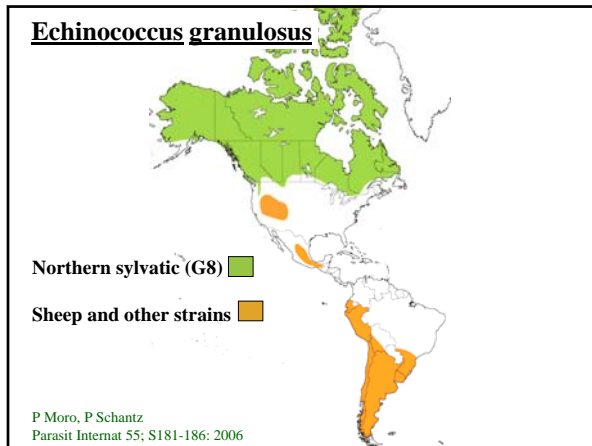 Echinococcus granulosus
Northern sylvatic (G8)
Sheep and other strains
P Moro, P Schantz
Parasit Internat 55; S181-186: 2006